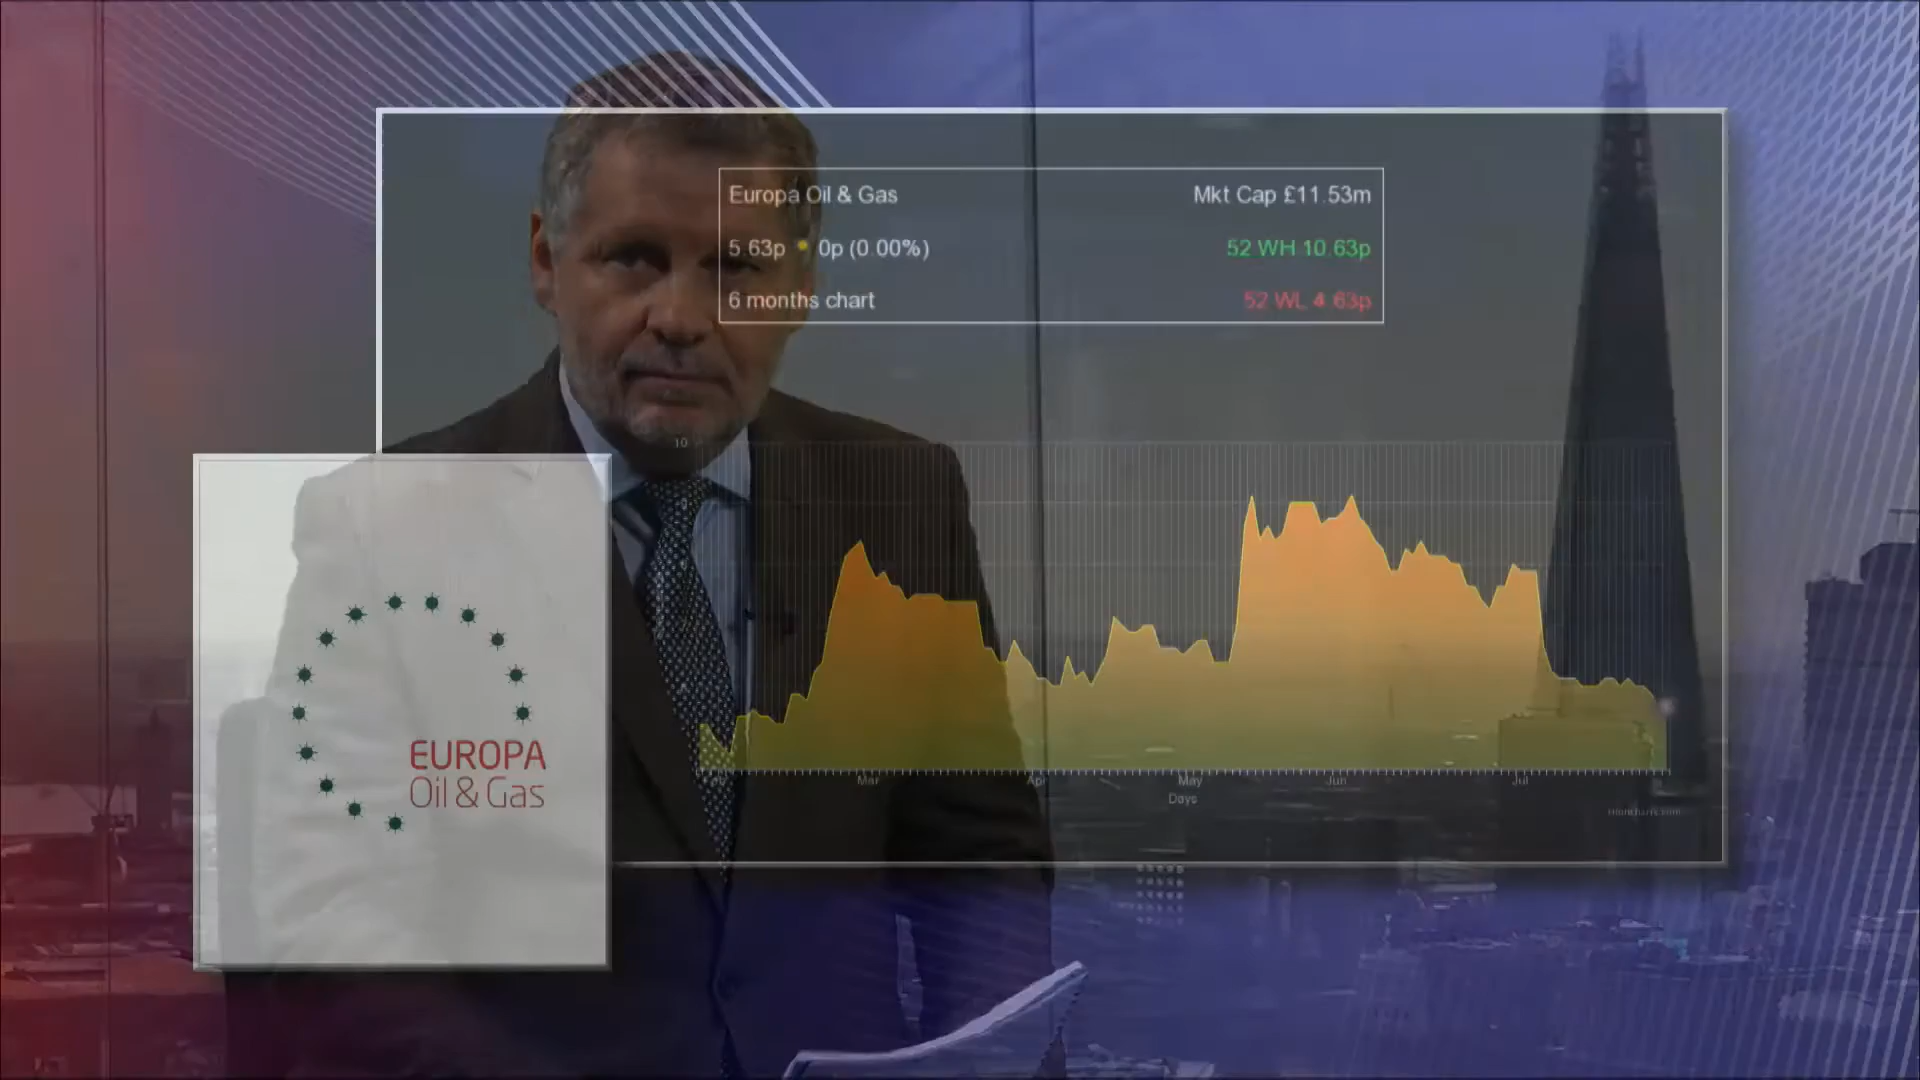 Europa Oil & Gas
Mkt Cap £11.53m
5.63p 0p (0.00%)
52 WH 10.63p
6 months chart
52 WL 4.63p
10
Mar
Apr
May
Jun
Jul
Days
EUROPA
Oil & Gas